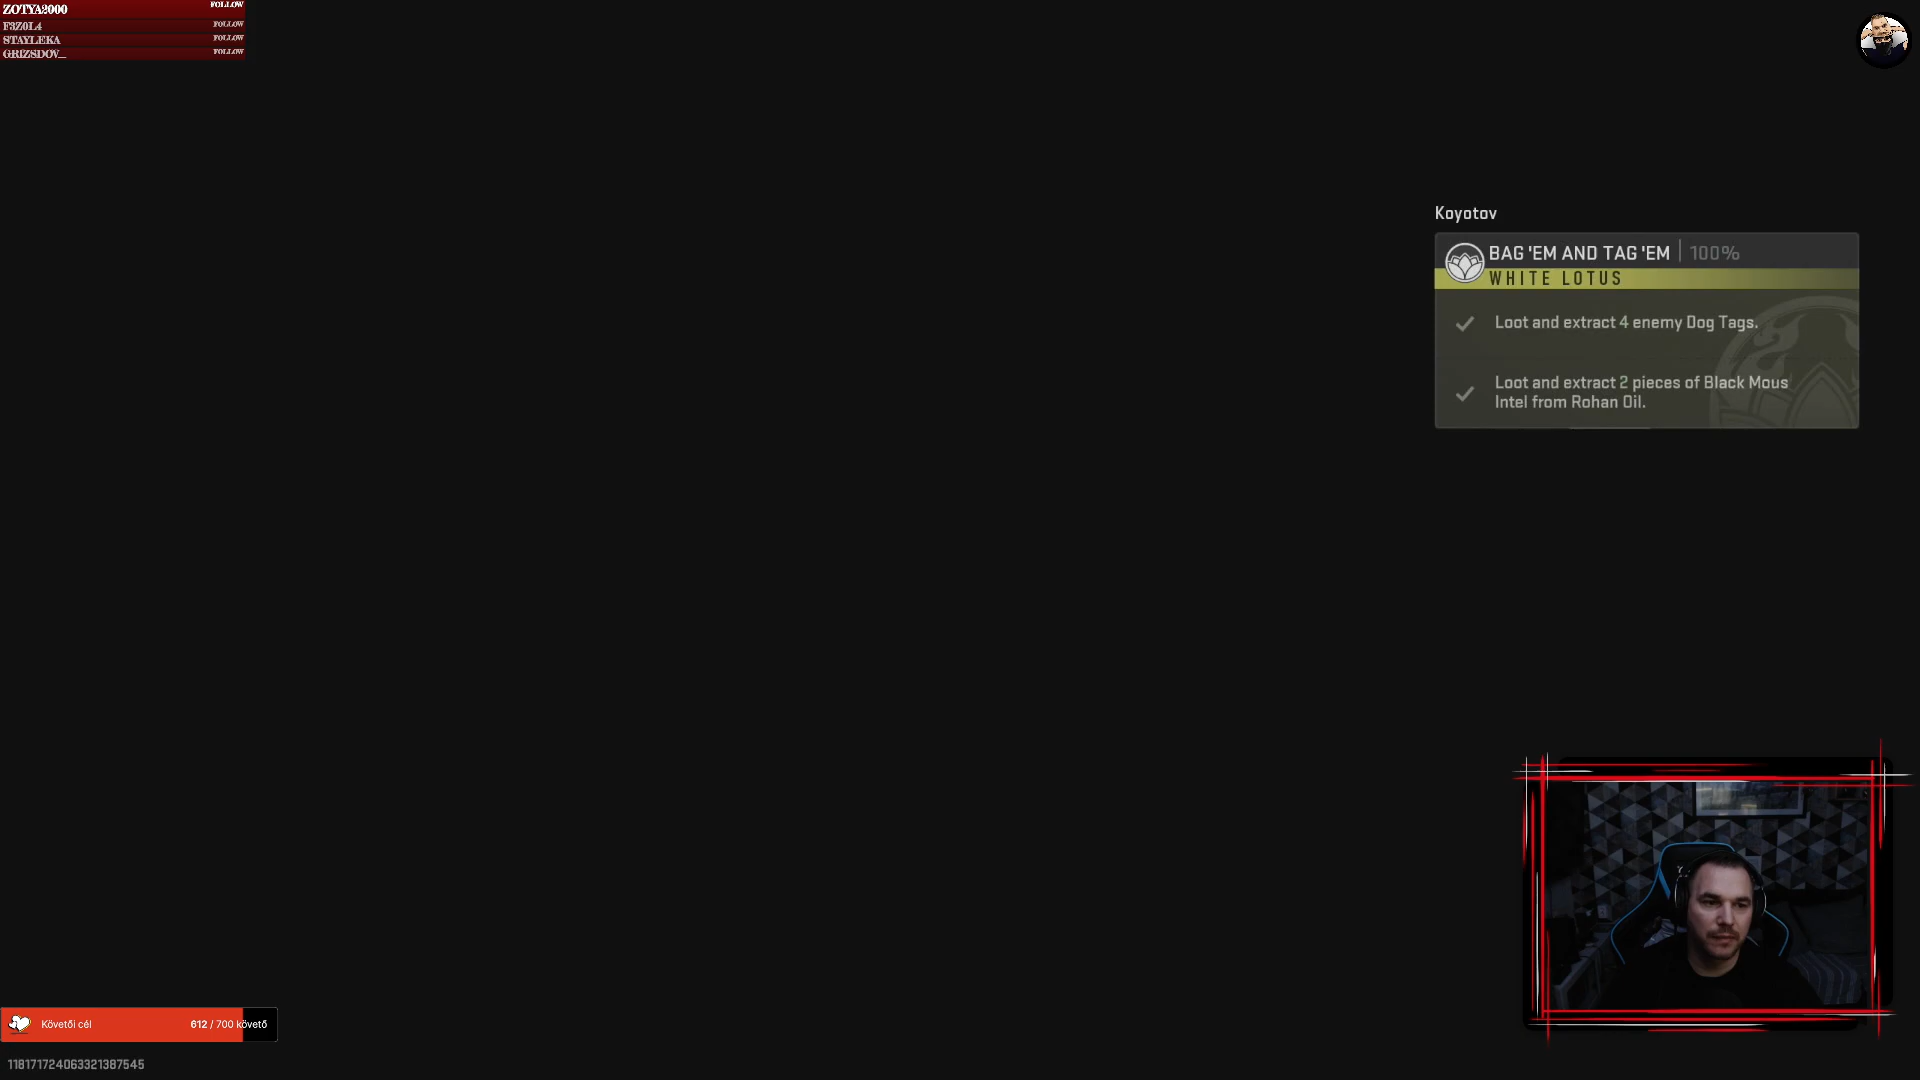 ZOTYA2000 FOLLOW
F3Z0L4 FOLLOW
STAYLEKA FOLLOW
GRIZSDOV_ FOLLOW
Koyotov
BAG 'EM AND TAG 'EM | 100%
WHITE LOTUS
Loot and extract 4 enemy Dog Tags.
Loot and extract 2 pieces of Black Mous
Intel from Rohan Oil.
Követői cél 612 / 700 követő
118171724063321387545